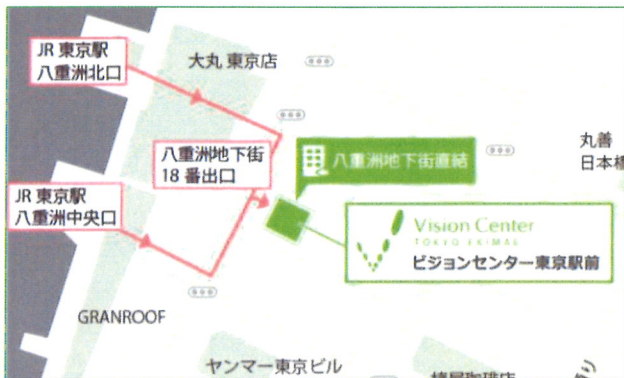 JR 東京駅
八重洲北口
大丸 東京店
丸善
日本橋
八重洲地下街
18 番出口
八重洲地下街直結
JR 東京駅
八重洲中央口
Vision Center
TOKYO EKIMAE
ビジョンセンター東京駅前
GRANROOF
ヤンマー東京ビル